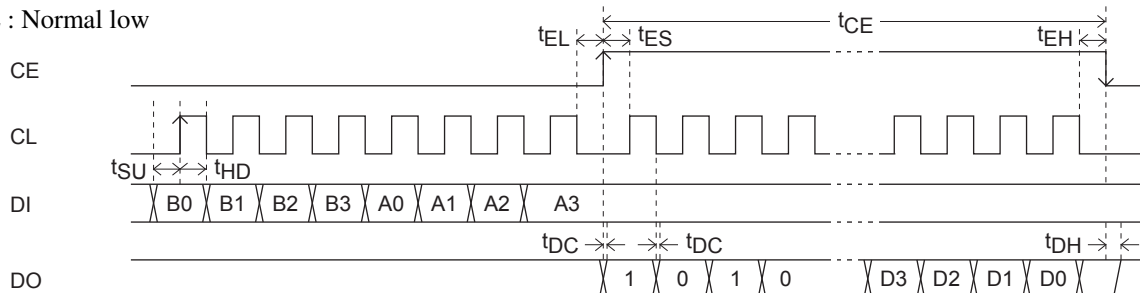 : Normal low
tCE
tEL tES tEH
CE
CL
tSU tHD
DI B0 B1 B2 B3 A0 A1 A2 A3
tDC tDC tDH
DO 1 0 1 0 D3 D2 D1 D0